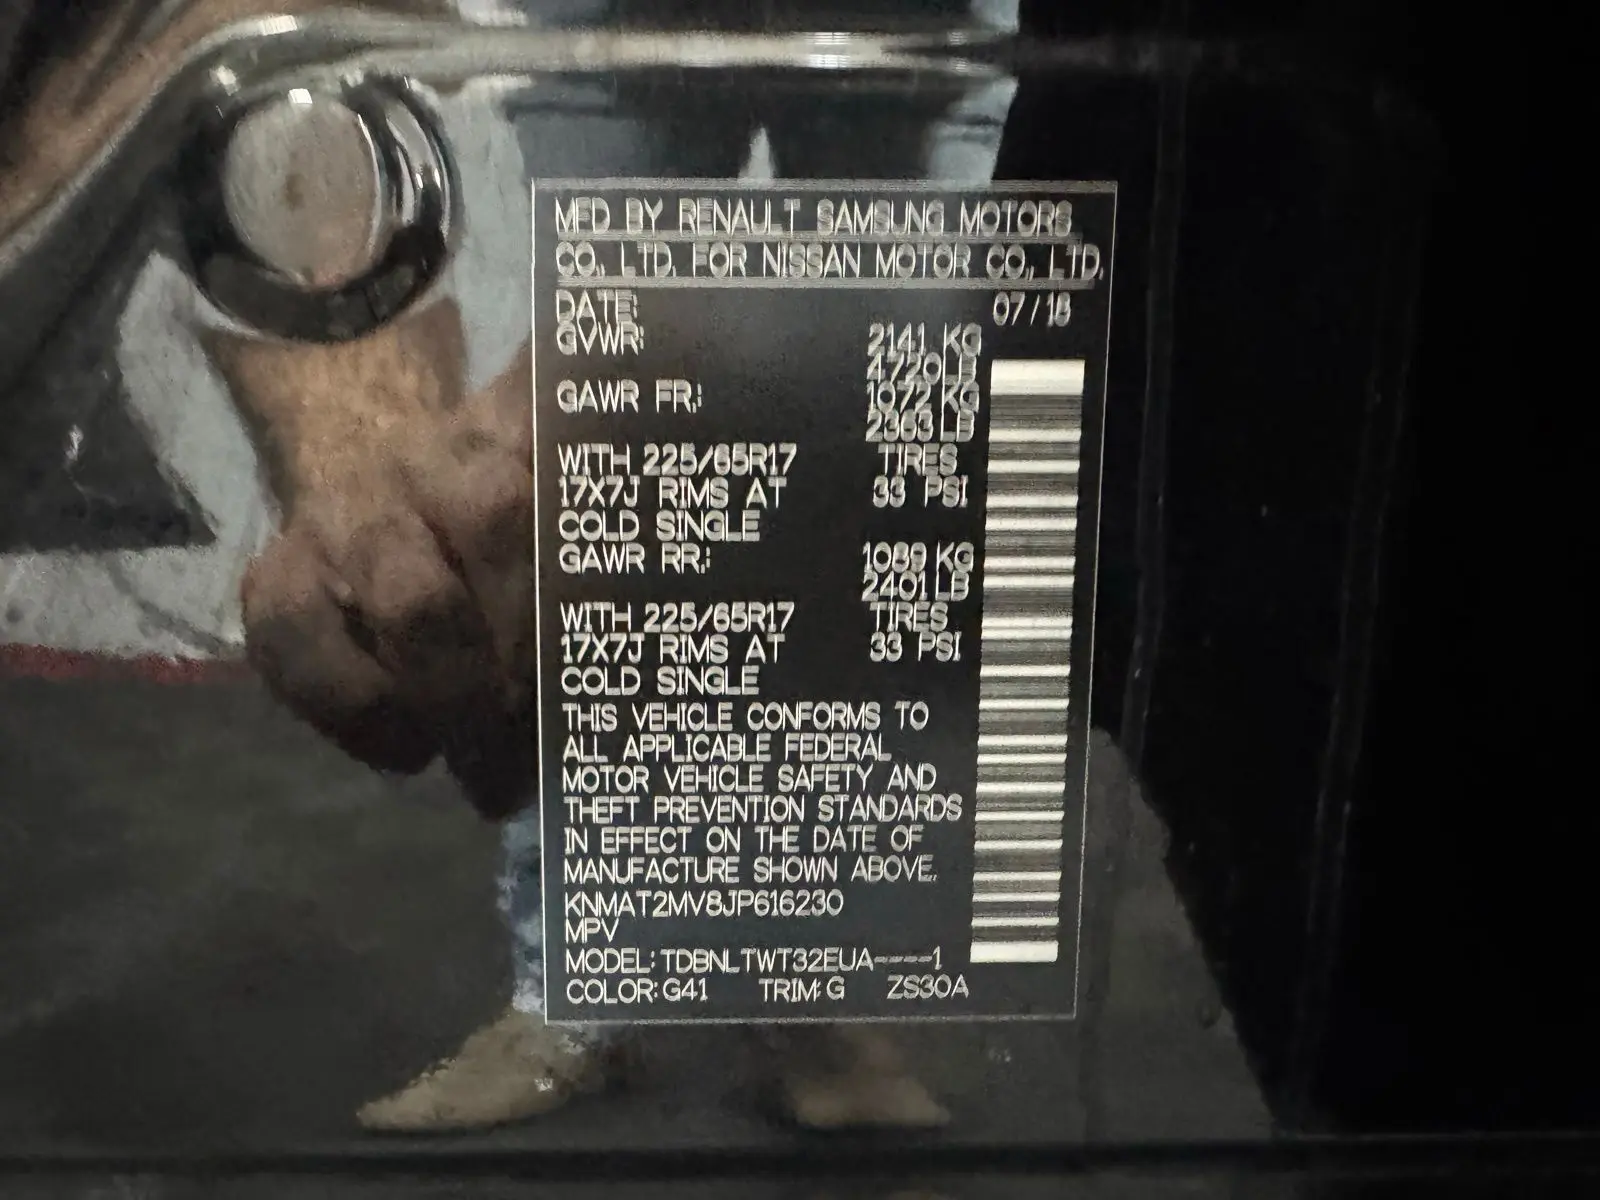 MFD BY RENAULT SAMSUNG MOTORS
CO., LTD. FOR NISSAN MOTOR CO., LTD.
DATE: 07/18
GVWR: 2141 KG
4720 LB
GAWR FR.: 1072 KG
2363 LB
WITH 225/65R17 TIRES
17X7J RIMS AT 33 PSI
COLD SINGLE
GAWR RR.: 1089 KG
2401 LB
WITH 225/65R17 TIRES
17X7J RIMS AT 33 PSI
COLD SINGLE
THIS VEHICLE CONFORMS TO
ALL APPLICABLE FEDERAL
MOTOR VEHICLE SAFETY AND
THEFT PREVENTION STANDARDS
IN EFFECT ON THE DATE OF
MANUFACTURE SHOWN ABOVE.
KNMAT2MV8JP616230
MPV
MODEL: TDBNLTWT32EUA----1
COLOR: G41 TRIM: G ZS30A